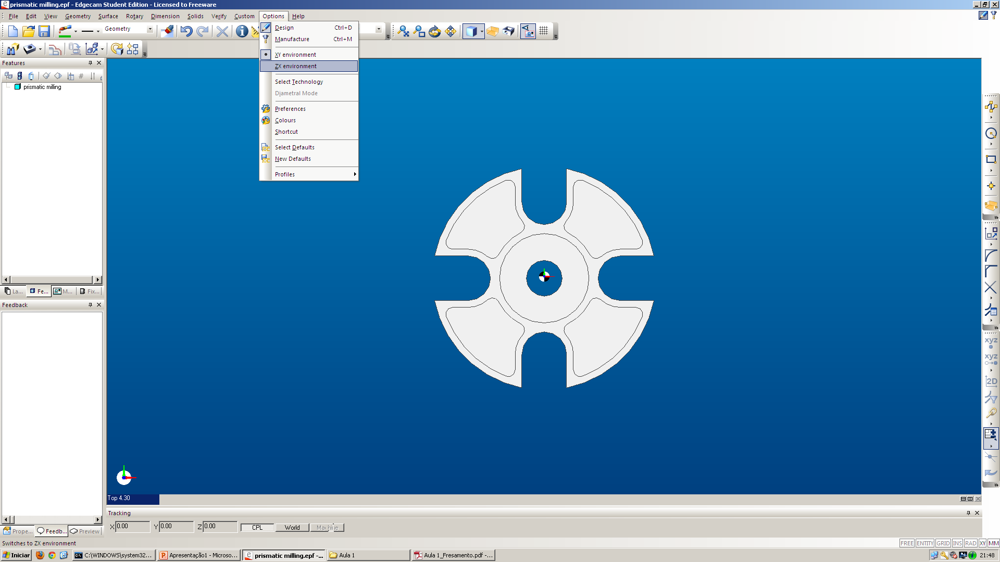 prismatic milling.epf - Edgecam Student Edition - Licensed to Freeware
File Edit View Geometry Surface Rotary Dimension Solids Verify Custom Options Help
Geometry
Design Ctrl+D
Manufacture Ctrl+M
XY environment
ZX environment
Select Technology
Diametral Mode
Preferences
Colours
Shortcut
Select Defaults
New Defaults
Profiles
Features
prismatic milling
La... Fe... M... Fix...
Feedback
Prope... Feedb... Preview
xyz
xyz
2D
Top 4.30
Tracking
X 0.00 Y 0.00 Z 0.00 CPL World Machine
Switches to ZX environment
FREE ENTITY GRID INS RAD XY MM
Iniciar C:\WINDOWS\system32... Apresentação1 - Microso... prismatic milling.epf -... Aula 1 Aula 1_Fresamento.pdf -... 21:48